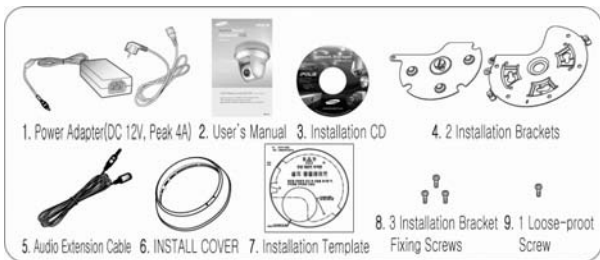 1. Power Adapter(DC 12V, Peak 4A)
2. User's Manual
3. Installation CD
4. 2 Installation Brackets
5. Audio Extension Cable
6. INSTALL COVER
7. Installation Template
8. 3 Installation Bracket
Fixing Screws
9. 1 Loose-proot
Screw